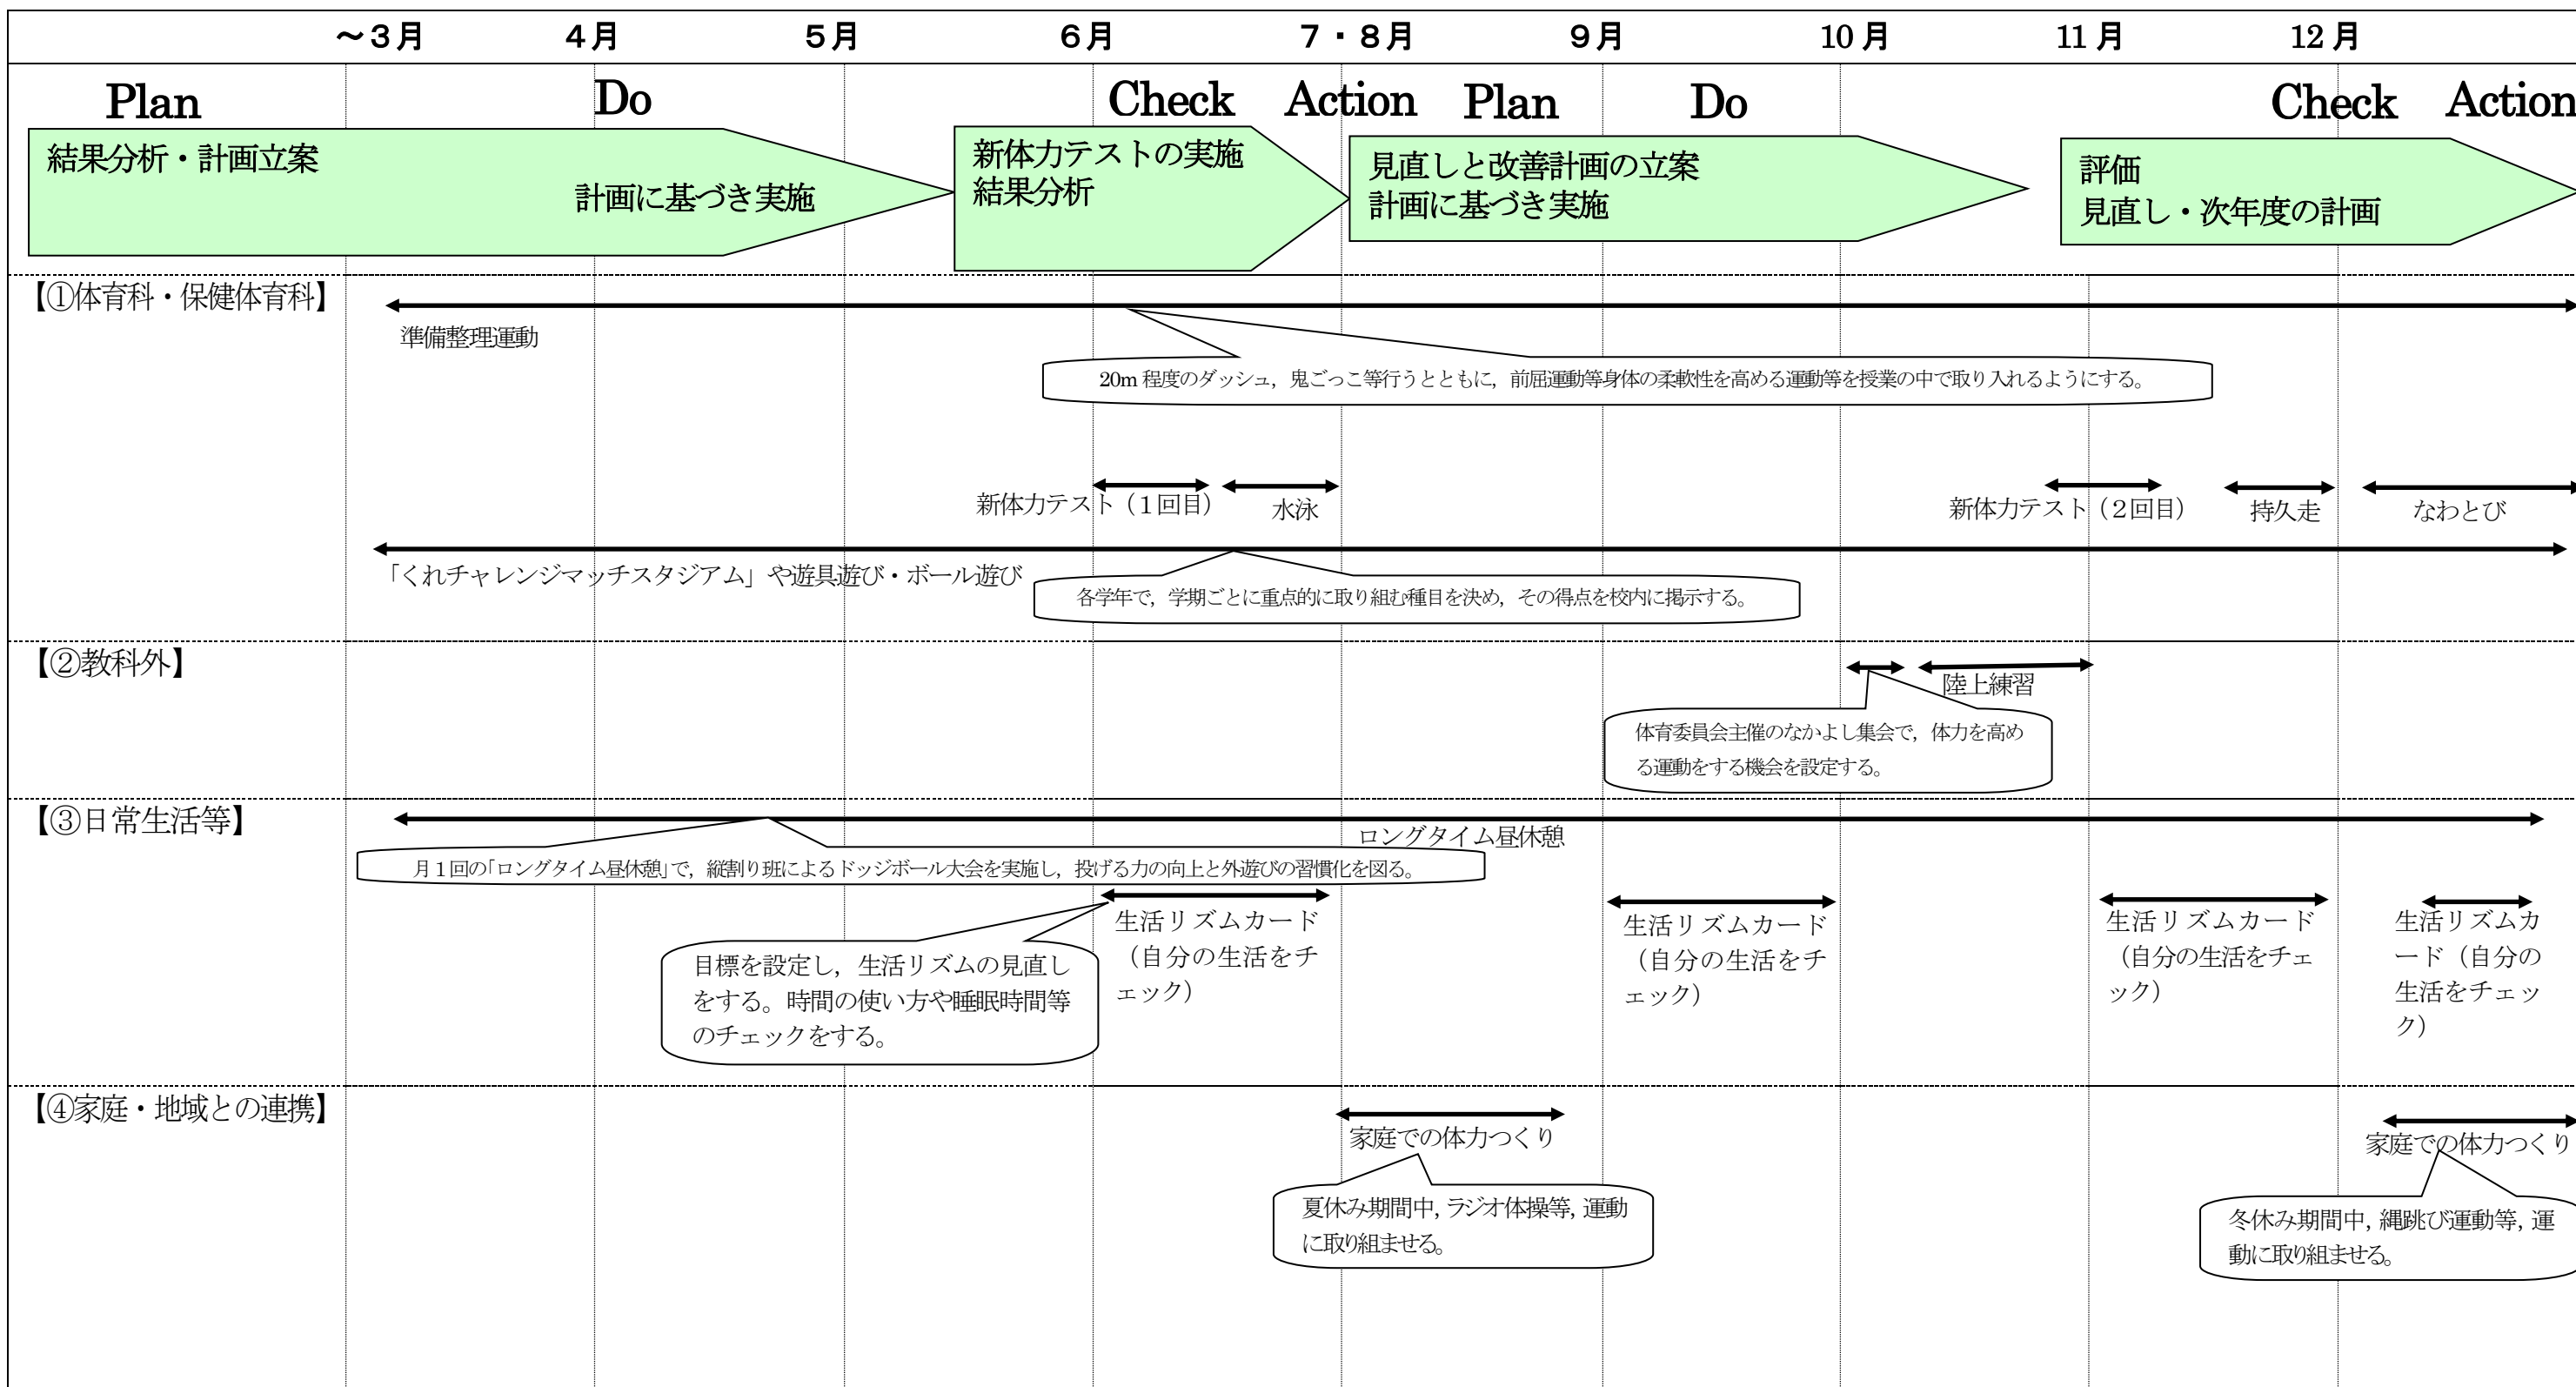 ～３月 ４月 ５月 ６月 ７・８月 ９月 10 月 11 月 12 月
Plan Do Check Action Plan Do Check Action
結果分析・計画立案
計画に基づき実施
新体力テストの実施
結果分析
見直しと改善計画の立案
計画に基づき実施
評価
見直し・次年度の計画
【①体育科・保健体育科】
準備整理運動
20m 程度のダッシュ，鬼ごっこ等行うとともに，前屈運動等身体の柔軟性を高める運動等を授業の中で取り入れるようにする。
新体力テスト（１回目）
水泳
新体力テスト（２回目）
持久走
なわとび
「くれチャレンジマッチスタジアム」や遊具遊び・ボール遊び
各学年で，学期ごとに重点的に取り組む種目を決め，その得点を校内に掲示する。
【②教科外】
陸上練習
体育委員会主催のなかよし集会で，体力を高め
る運動をする機会を設定する。
【③日常生活等】
ロングタイム昼休憩
月１回の「ロングタイム昼休憩」で，縦割り班によるドッジボール大会を実施し，投げる力の向上と外遊びの習慣化を図る。
生活リズムカード
（自分の生活をチ
ェック）
目標を設定し，生活リズムの見直し
をする。時間の使い方や睡眠時間等
のチェックをする。
生活リズムカード
（自分の生活をチ
ェック）
生活リズムカード
（自分の生活をチェ
ック）
生活リズムカ
ード（自分の
生活をチェッ
ク）
【④家庭・地域との連携】
家庭での体力つくり
夏休み期間中，ラジオ体操等，運動
に取り組ませる。
家庭での体力つくり
冬休み期間中，縄跳び運動等，運
動に取り組ませる。